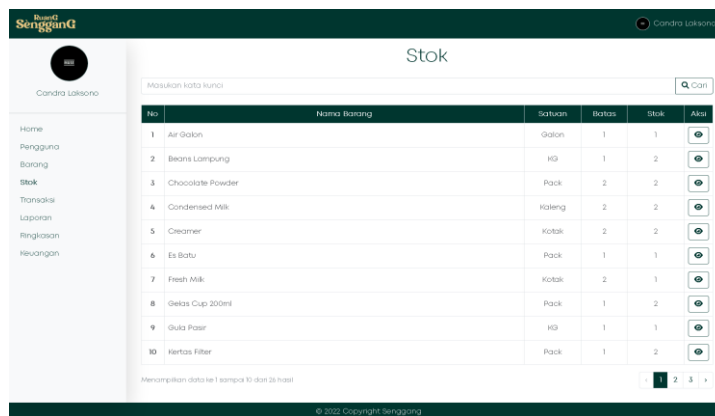 RuanG
SengganG
Candra Laksono
Stok
Candra Laksono
Masukan kata kunci
Cari
Home
Pengguna
Barang
Stok
Transaksi
Laporan
Ringkasan
Keuangan
No Nama Barang Satuan Batas Stok Aksi
1 Air Galon Galon 1 1
2 Beans Lampung KG 1 2
3 Chocolate Powder Pack 2 2
4 Condensed Milk Kaleng 2 2
5 Creamer Kotak 2 2
6 Es Batu Pack 1 1
7 Fresh Milk Kotak 2 1
8 Gelas Cup 200ml Pack 1 2
9 Gula Pasir KG 1 1
10 Kertas Filter Pack 1 2
Menampilkan data ke 1 sampai 10 dari 26 hasil
‹ 1 2 3 ›
© 2022 Copyright Senggang